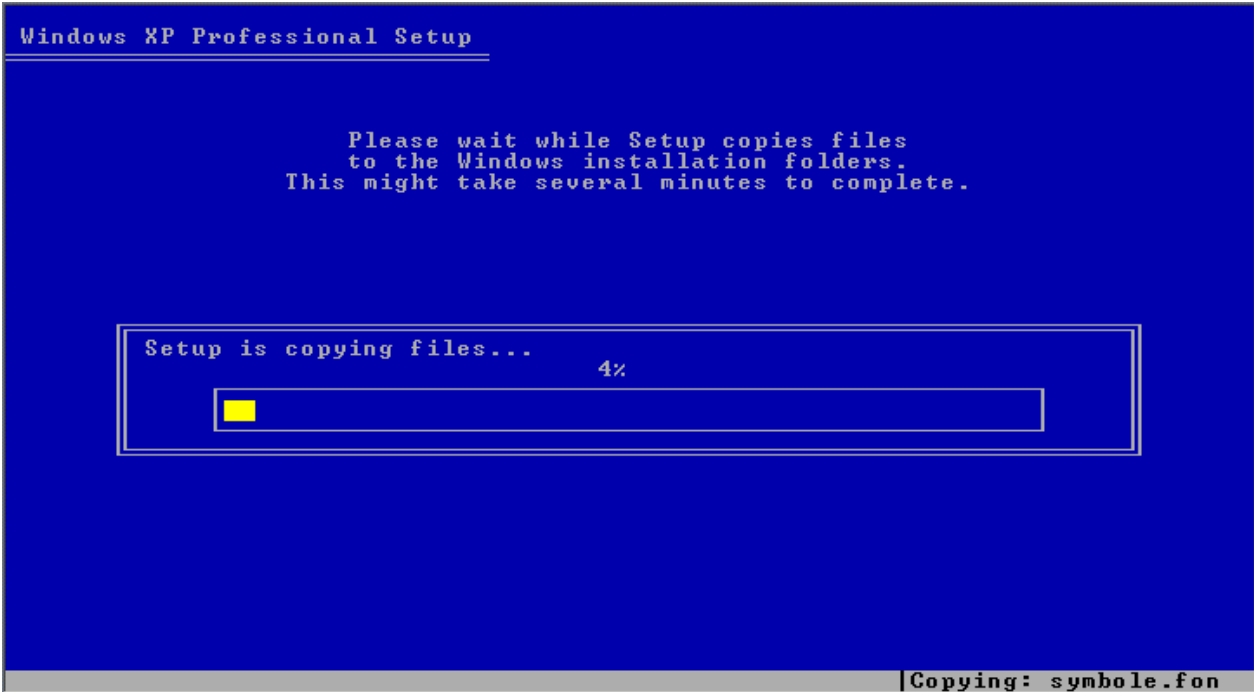 Windows XP Professional Setup
Please wait while Setup copies files
to the Windows installation folders.
This might take several minutes to complete.
Setup is copying files...
4%
Copying: symbole.fon